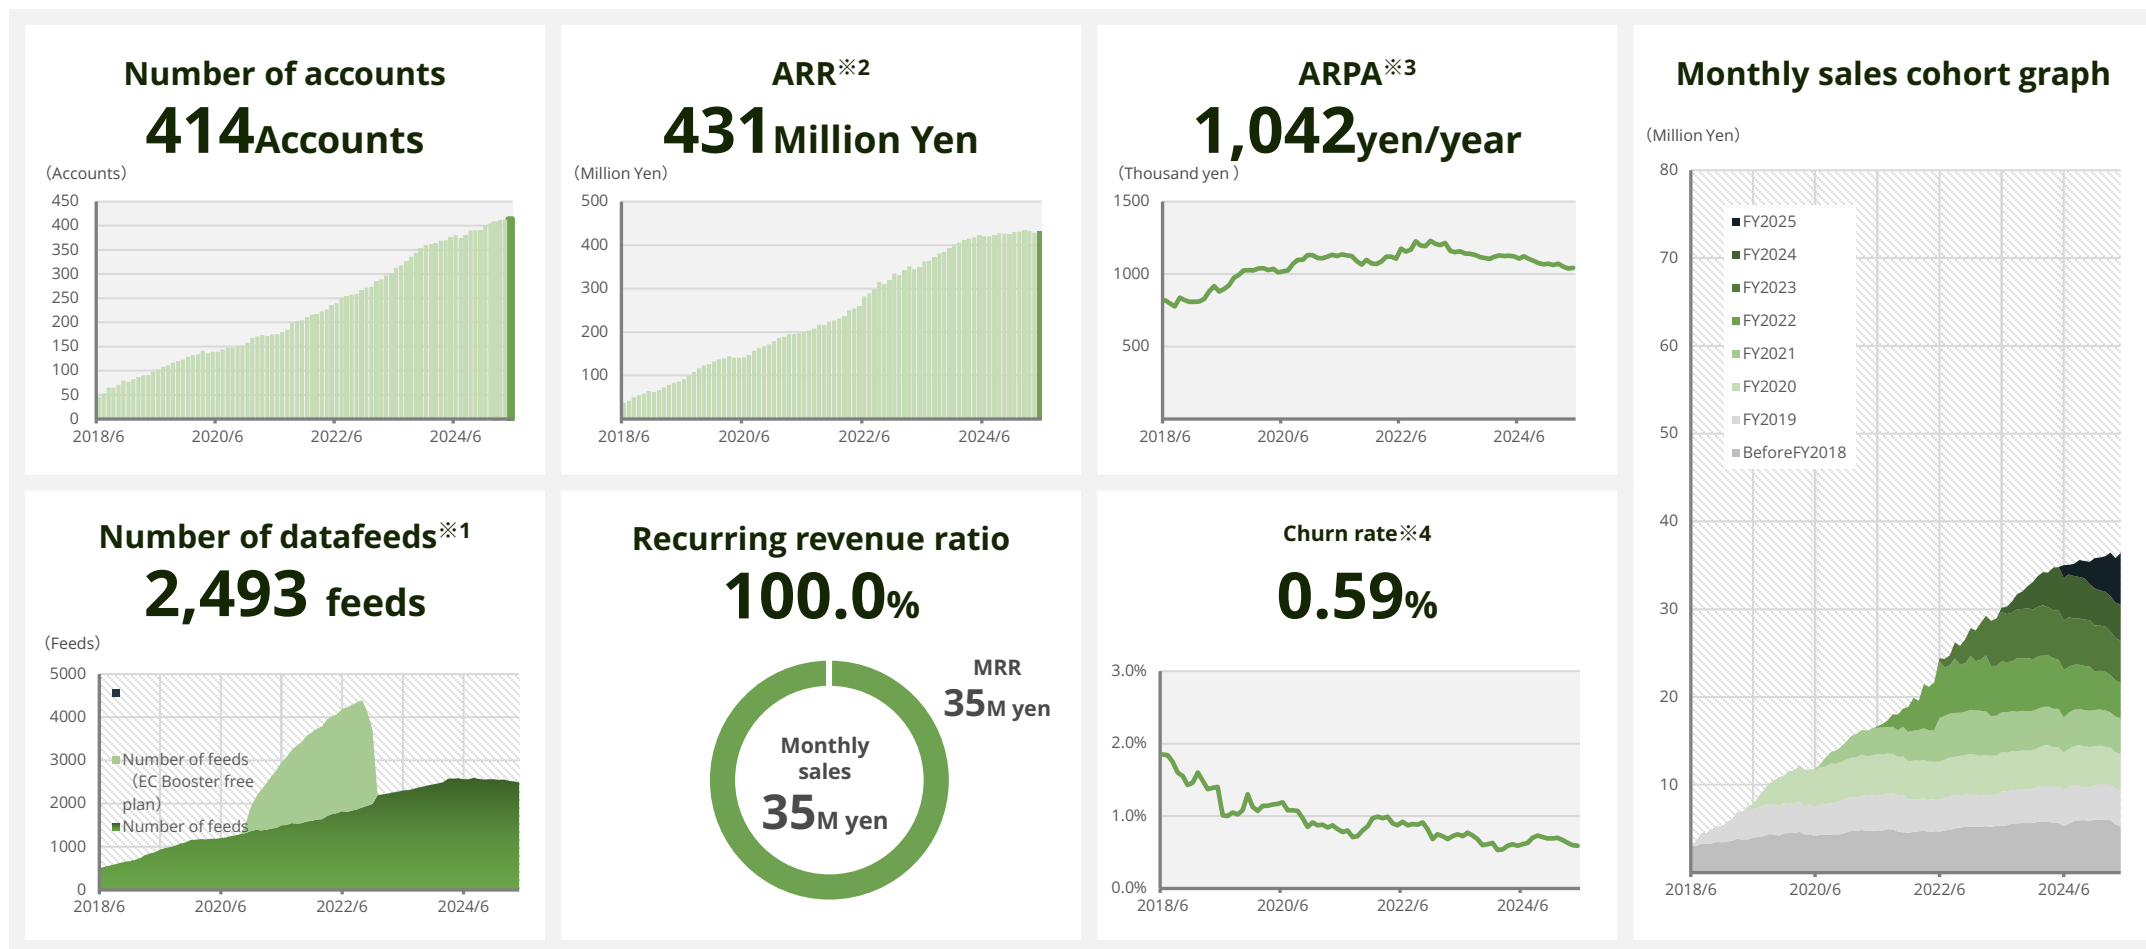 Number of accounts
414Accounts
（Accounts）
450
400
350
300
250
200
150
100
50
0
2018/6 2020/6 2022/6 2024/6
ARR※2
431Million Yen
（Million Yen）
500
400
300
200
100
2018/6 2020/6 2022/6 2024/6
ARPA※3
1,042yen/year
（Thousand yen ）
1500
1000
500
2018/6 2020/6 2022/6 2024/6
Monthly sales cohort graph
（Million Yen）
80
70
60
50
40
30
20
10
FY2025
FY2024
FY2023
FY2022
FY2021
FY2020
FY2019
BeforeFY2018
2018/6 2020/6 2022/6 2024/6
Number of datafeeds※1
2,493 feeds
（Feeds）
5000
4000
3000
2000
1000
0
Number of feeds
（EC Booster free
plan）
Number of feeds
2018/6 2020/6 2022/6 2024/6
Recurring revenue ratio
100.0%
MRR
35M yen
Monthly
sales
35M yen
Churn rate※4
0.59%
3.0%
2.0%
1.0%
0.0%
2018/6 2020/6 2022/6 2024/6